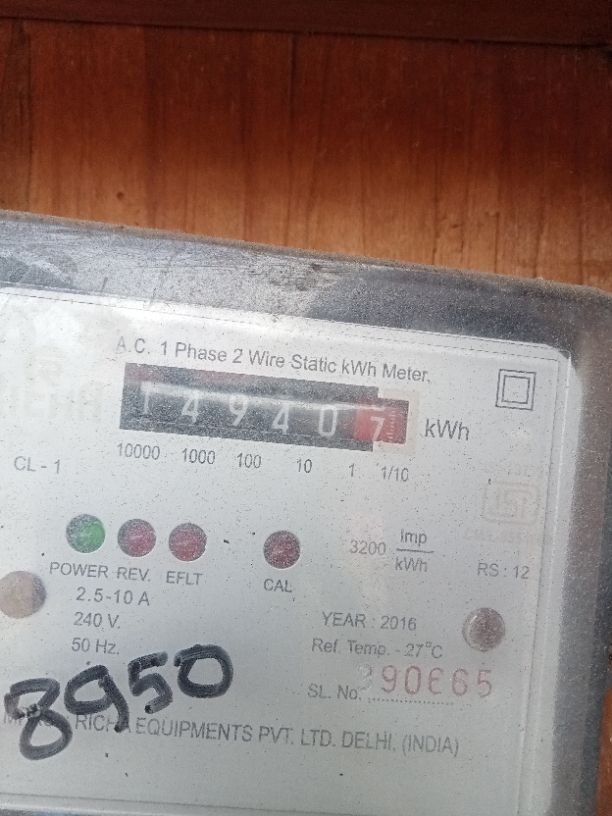 A.C. 1 Phase 2 Wire Static kWh Meter.
1 4 9 4 0 7 kWh
10000 1000 100 10 1 1/10
CL - 1
3200 Imp/kWh
RS : 12
POWER REV. EFLT CAL
2.5-10 A
240 V.
50 Hz.
YEAR : 2016
Ref. Temp. - 27°C
SL. No.
8950
RICHA EQUIPMENTS PVT. LTD. DELHI. (INDIA)